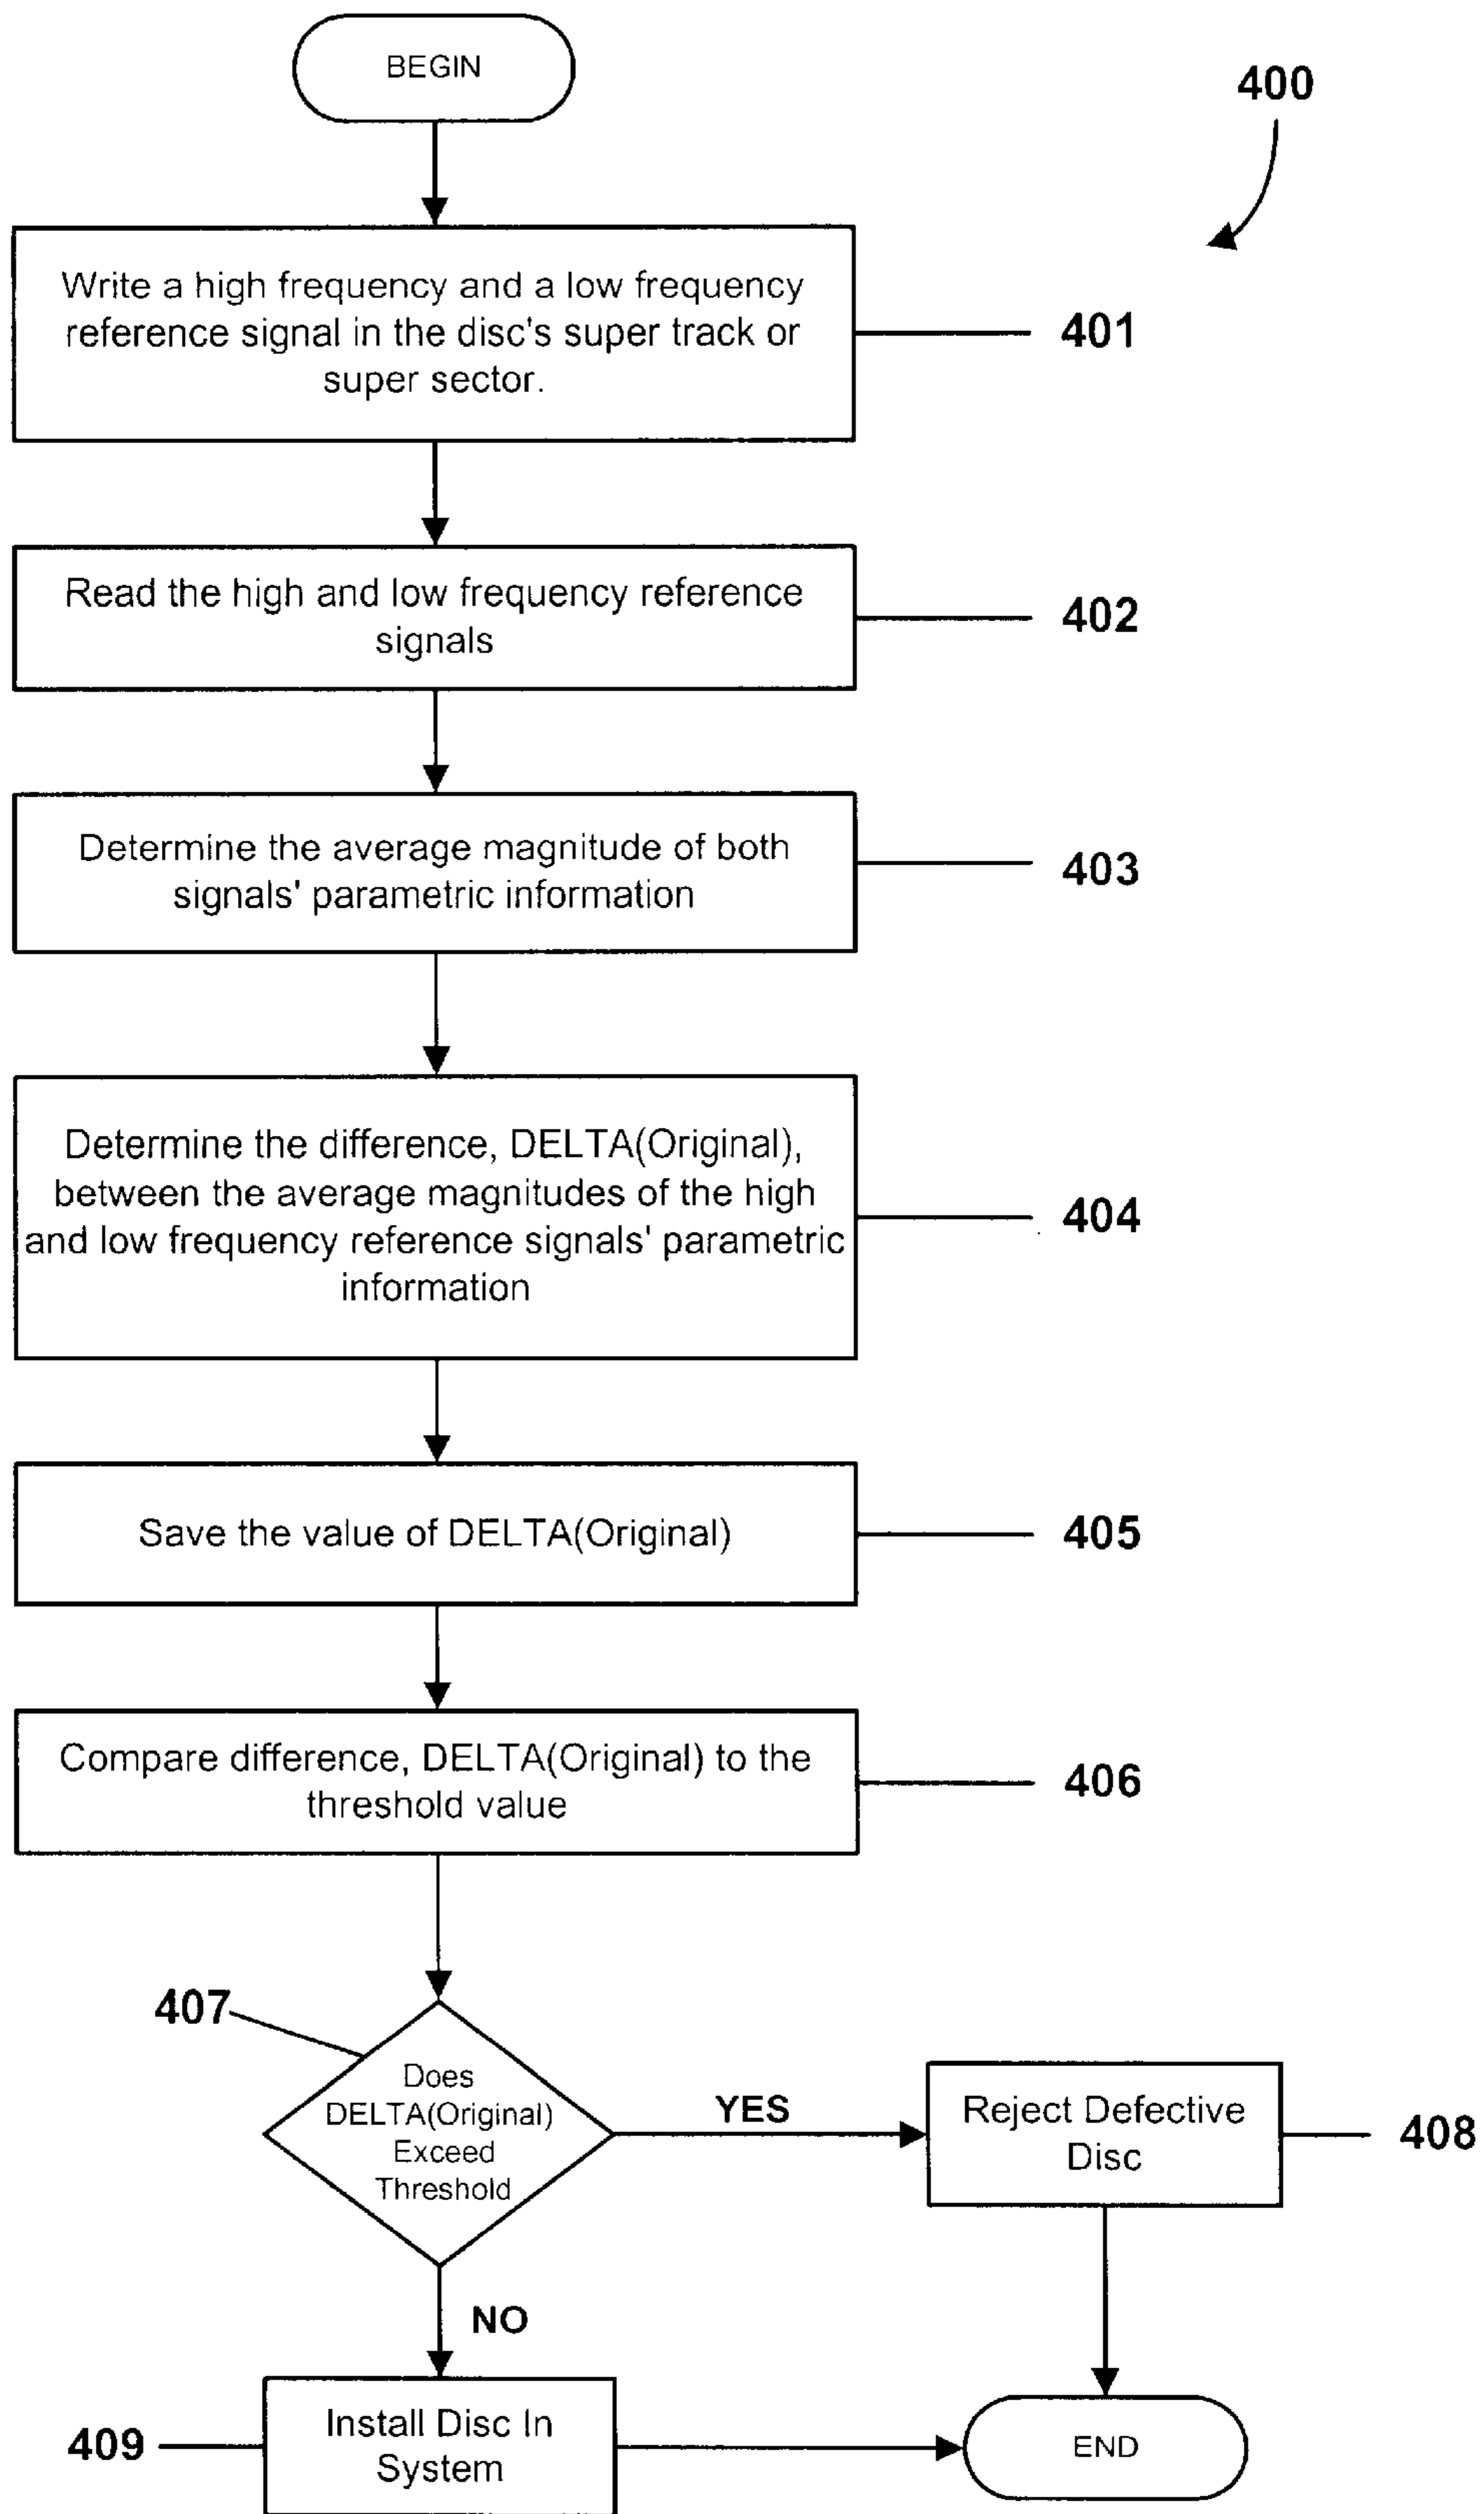 BEGIN
400
Write a high frequency and a low frequency
reference signal in the disc's super track or
super sector.
401
Read the high and low frequency reference
signals
402
Determine the average magnitude of both
signals' parametric information
403
Determine the difference, DELTA(Original),
between the average magnitudes of the high
and low frequency reference signals' parametric
information
404
Save the value of DELTA(Original)
405
Compare difference, DELTA(Original) to the
threshold value
406
407
Does
DELTA(Original)
Exceed
Threshold
YES
Reject Defective
Disc
408
NO
409
Install Disc In
System
END